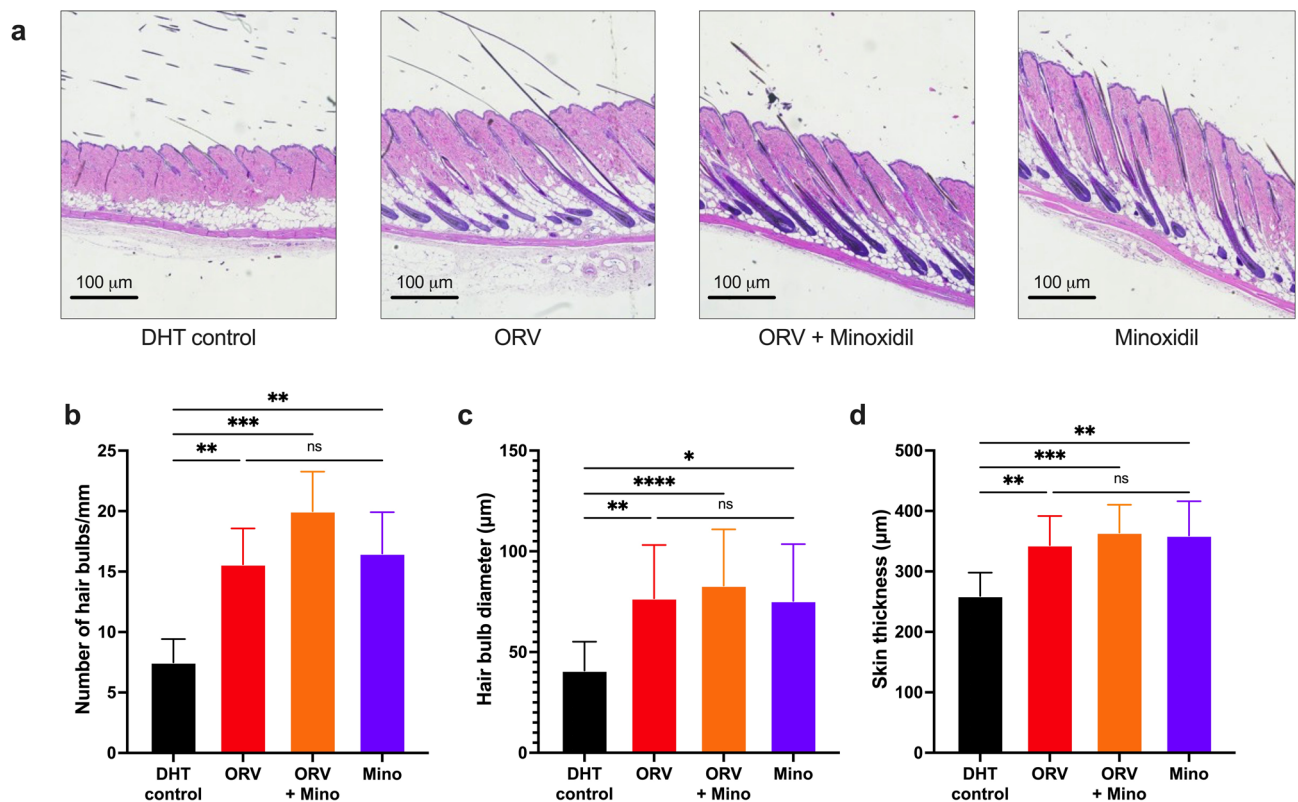 a
100 μm
100 μm
100 μm
100 μm
DHT control
ORV
ORV + Minoxidil
Minoxidil
b
Number of hair bulbs/mm
25
20
15
10
5
0
**
***
**
ns
DHT control
ORV
ORV + Mino
Mino
c
Hair bulb diameter (μm)
150
100
50
0
*
****
**
ns
DHT control
ORV
ORV + Mino
Mino
d
Skin thickness (μm)
500
400
300
200
100
0
**
***
**
ns
DHT control
ORV
ORV + Mino
Mino